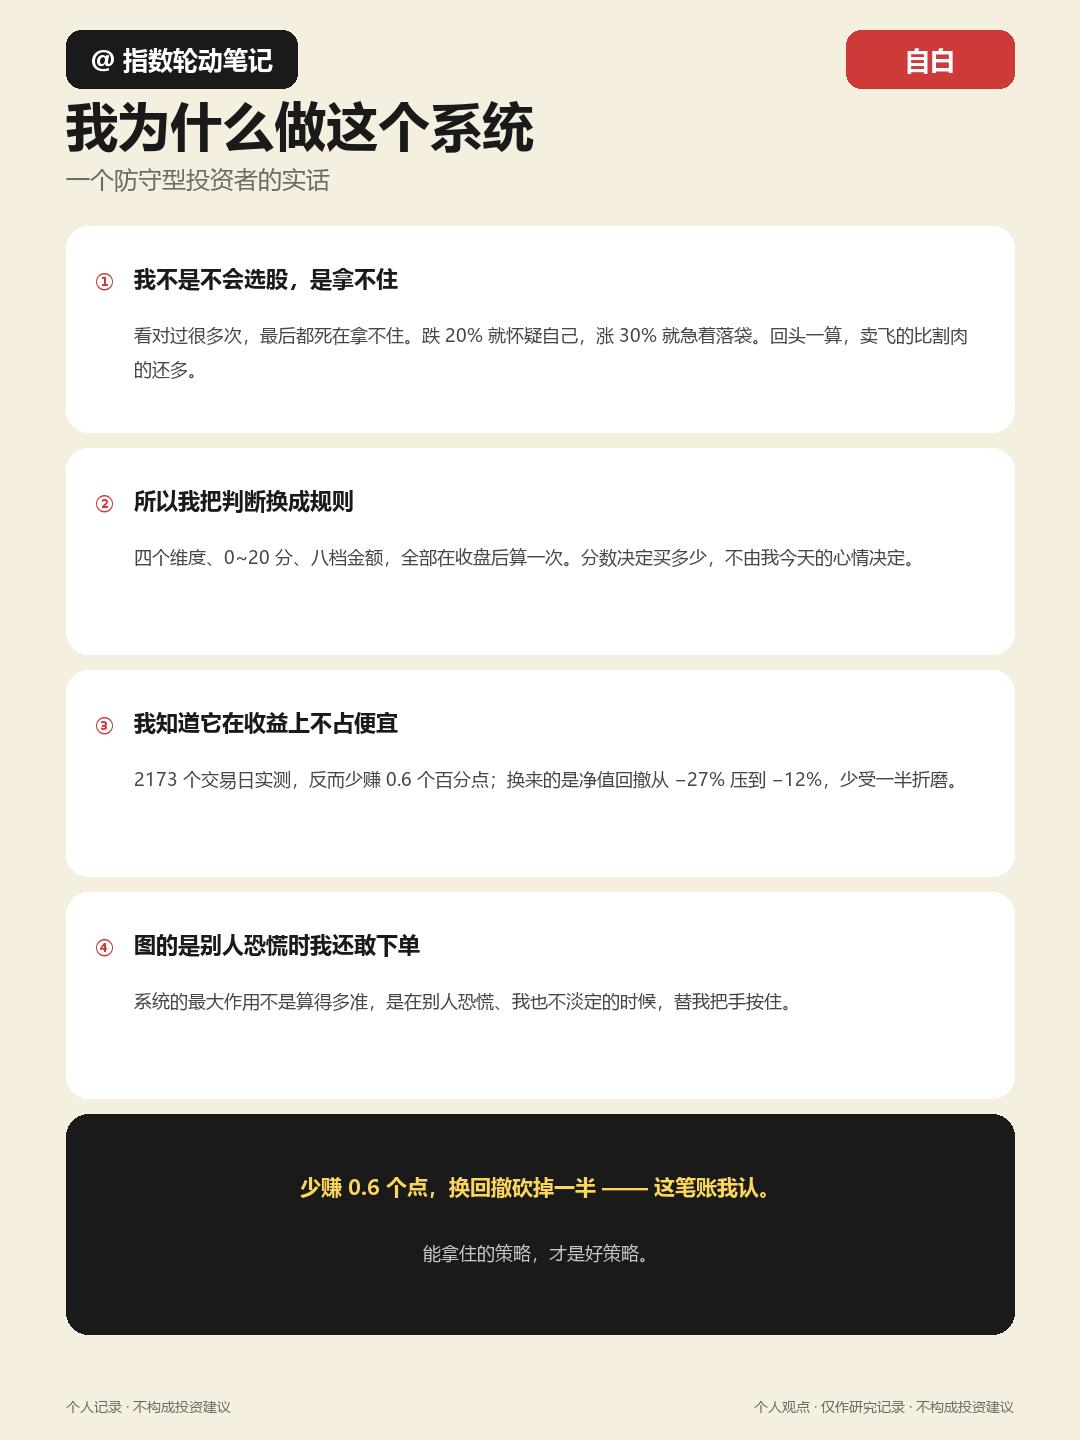 @ 指数轮动笔记
自白
我为什么做这个系统
一个防守型投资者的实话
① 我不是不会选股，是拿不住
看对过很多次，最后都死在拿不住。跌 20% 就怀疑自己，涨 30% 就急着落袋。回头一算，卖飞的比割肉
的还多。
② 所以我把判断换成规则
四个维度、0~20 分、八档金额，全部在收盘后算一次。分数决定买多少，不由我今天的心情决定。
③ 我知道它在收益上不占便宜
2173 个交易日实测，反而少赚 0.6 个百分点；换来的是净值回撤从 −27% 压到 −12%，少受一半折磨。
④ 图的是别人恐慌时我还敢下单
系统的最大作用不是算得多准，是在别人恐慌、我也不淡定的时候，替我把手按住。
少赚 0.6 个点，换回撤砍掉一半 —— 这笔账我认。
能拿住的策略，才是好策略。
个人记录 · 不构成投资建议
个人观点 · 仅作研究记录 · 不构成投资建议